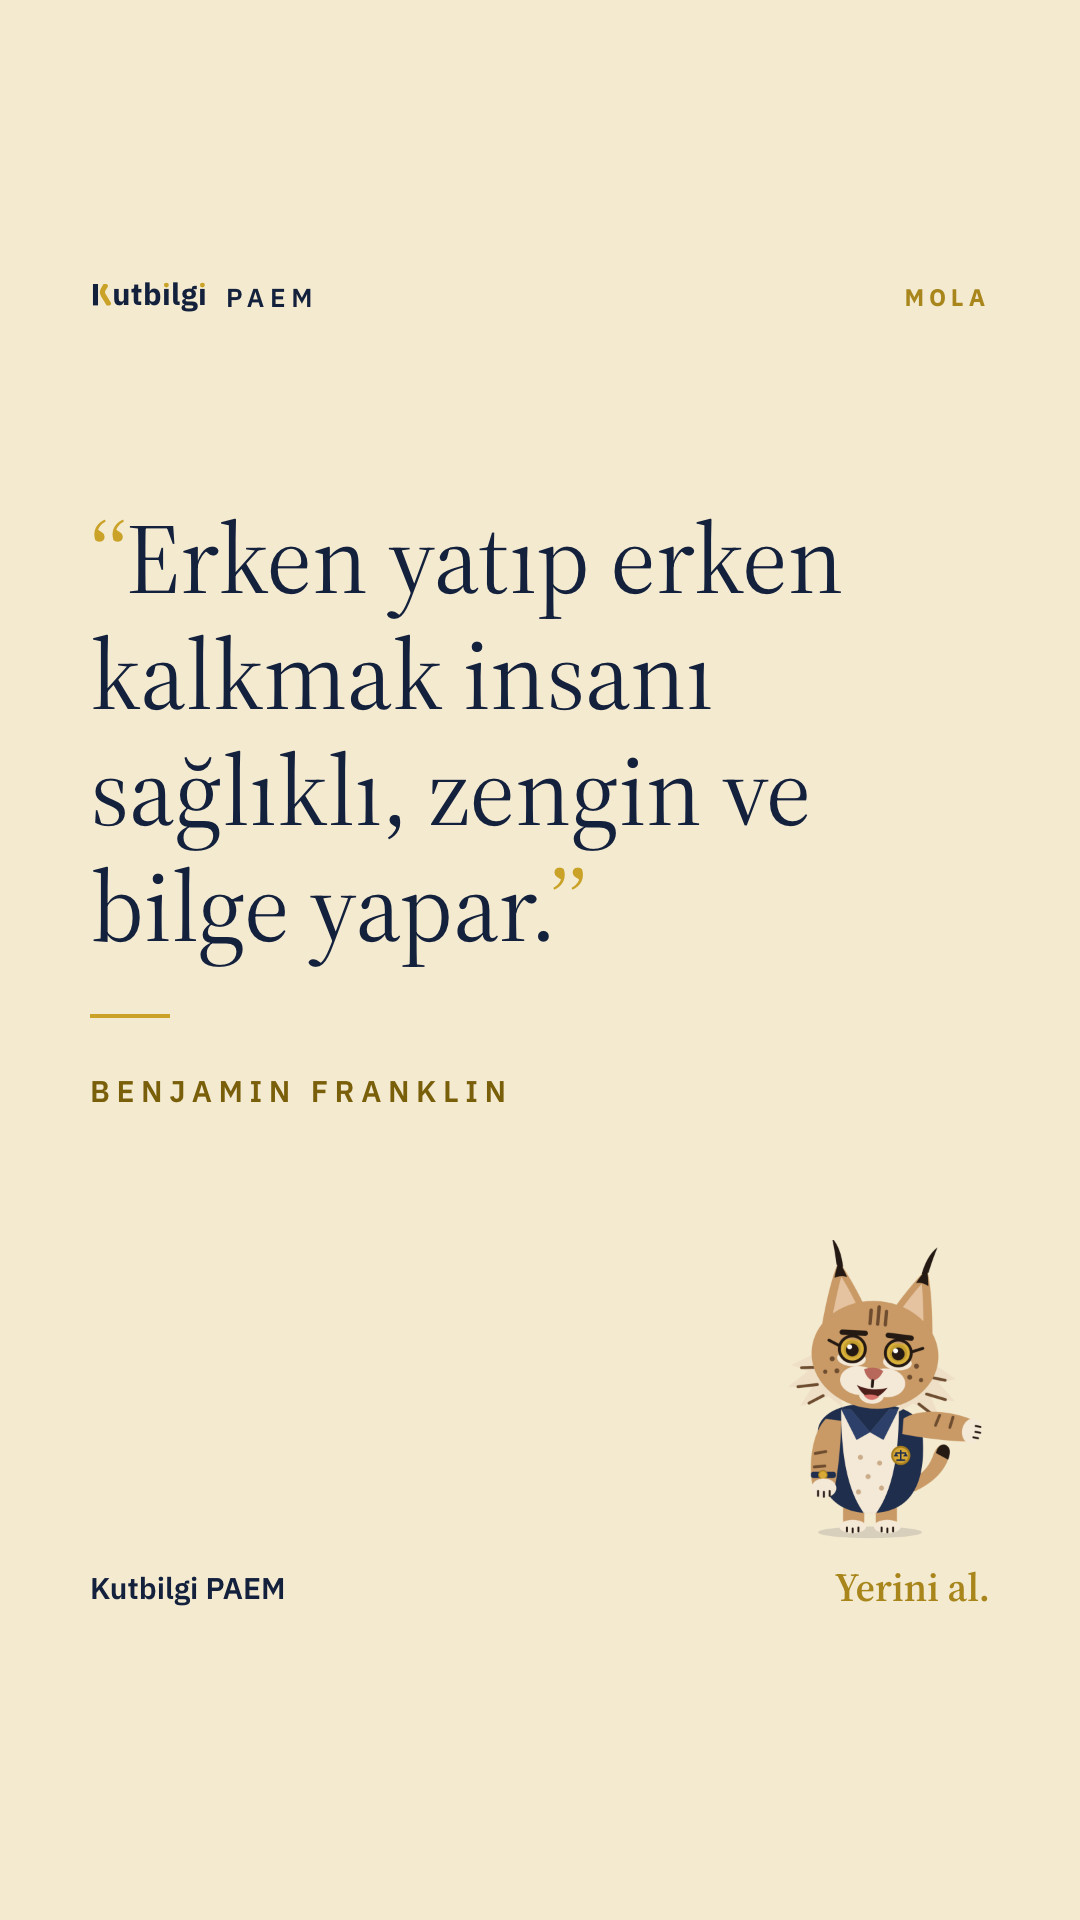 Kutbilgi PAEM
MOLA
“Erken yatıp erken
kalkmak insanı
sağlıklı, zengin ve
bilge yapar.”
BENJAMIN FRANKLIN
Kutbilgi PAEM
Yerini al.